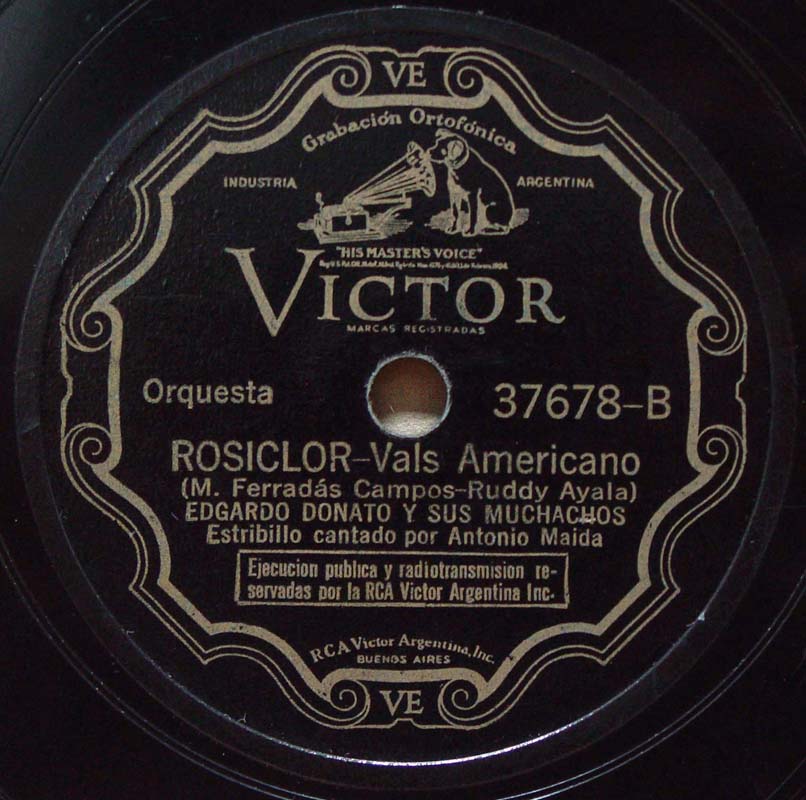 VE
Grabación Ortofónica
INDUSTRIA ARGENTINA
"HIS MASTER'S VOICE"
VICTOR
MARCAS REGISTRADAS
Orquesta 37678-B
ROSICLOR-Vals Americano
(M. Ferradás Campos-Ruddy Ayala)
EDGARDO DONATO Y SUS MUCHACHOS
Estribillo cantado por Antonio Maida
Ejecucion publica y radiotransmision re-
servadas por la RCA Victor Argentina Inc.
RCA Victor Argentina, Inc.
BUENOS AIRES
VE